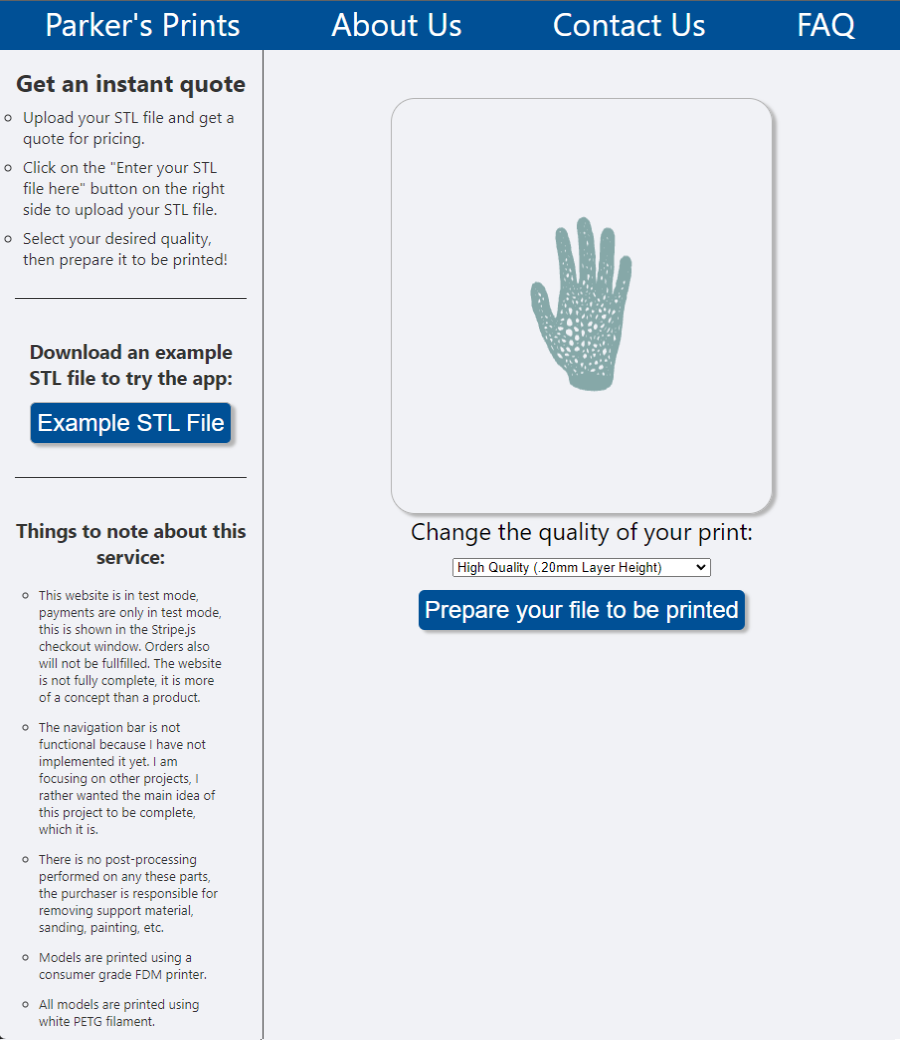 Parker's Prints About Us Contact Us FAQ
Get an instant quote
Upload your STL file and get a
quote for pricing.
Click on the "Enter your STL
file here" button on the right
side to upload your STL file.
Select your desired quality,
then prepare it to be printed!
Download an example
STL file to try the app:
Example STL File
Things to note about this
service:
This website is in test mode,
payments are only in test mode,
this is shown in the Stripe.js
checkout window. Orders also
will not be fullfilled. The website
is not fully complete, it is more
of a concept than a product.
The navigation bar is not
functional because I have not
implemented it yet. I am
focusing on other projects, I
rather wanted the main idea of
this project to be complete,
which it is.
There is no post-processing
performed on any these parts,
the purchaser is responsible for
removing support material,
sanding, painting, etc.
Models are printed using a
consumer grade FDM printer.
All models are printed using
white PETG filament.
Change the quality of your print:
High Quality (.20mm Layer Height)
Prepare your file to be printed